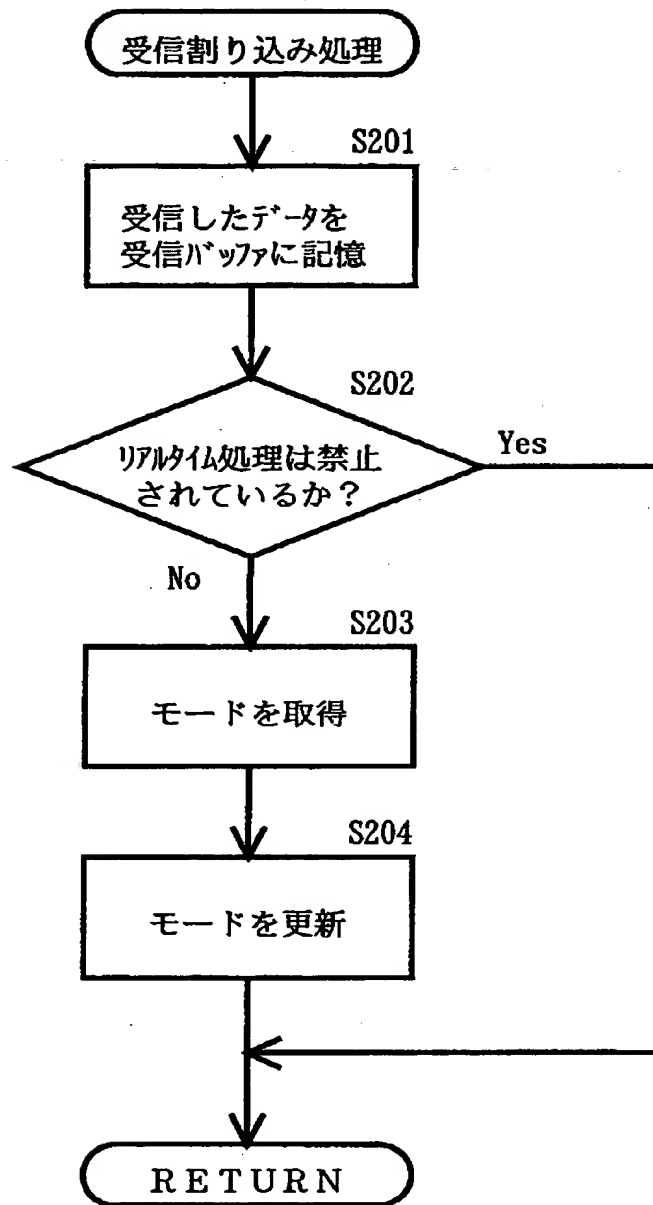 受信割り込み処理
S201
受信したデータを
受信バッファに記憶
S202
リアルタイム処理は禁止
されているか？
Yes
No
S203
モードを取得
S204
モードを更新
RETURN